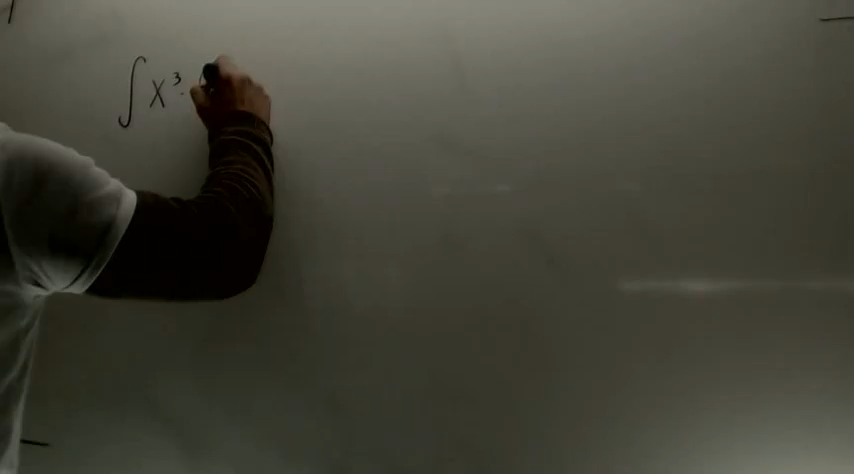 ∫ x³ ·